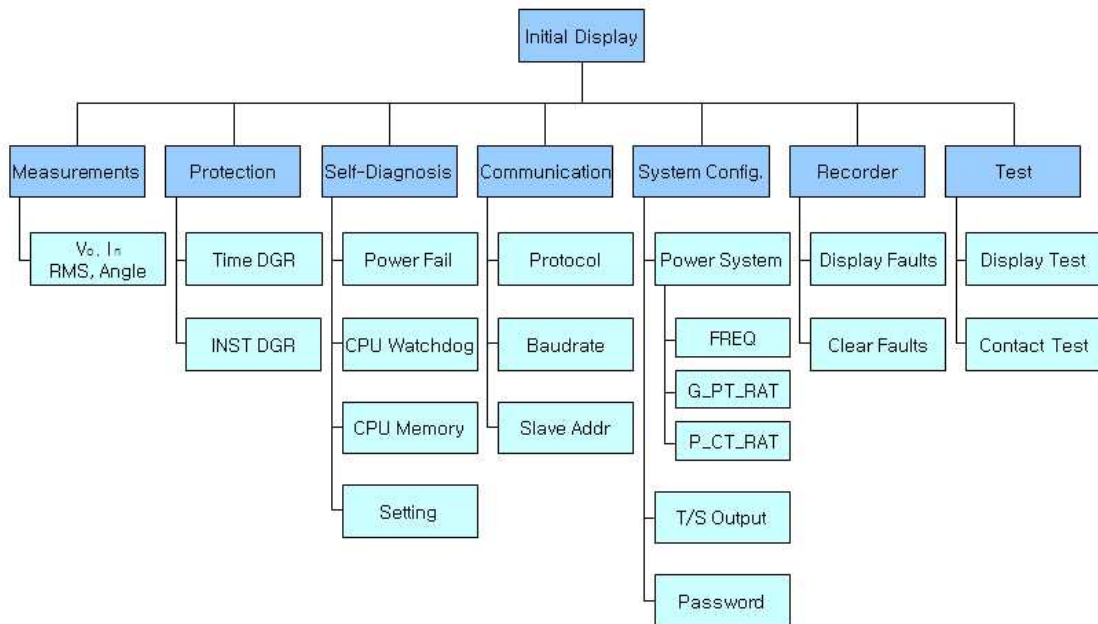 Initial Display
Measurements
Protection
Self-Diagnosis
Communication
System Config.
Recorder
Test
Vo, In
RMS, Angle
Time DGR
INST DGR
Power Fail
CPU Watchdog
CPU Memory
Setting
Protocol
Baudrate
Slave Addr
Power System
FREQ
G_PT_RAT
P_CT_RAT
T/S Output
Password
Display Faults
Clear Faults
Display Test
Contact Test